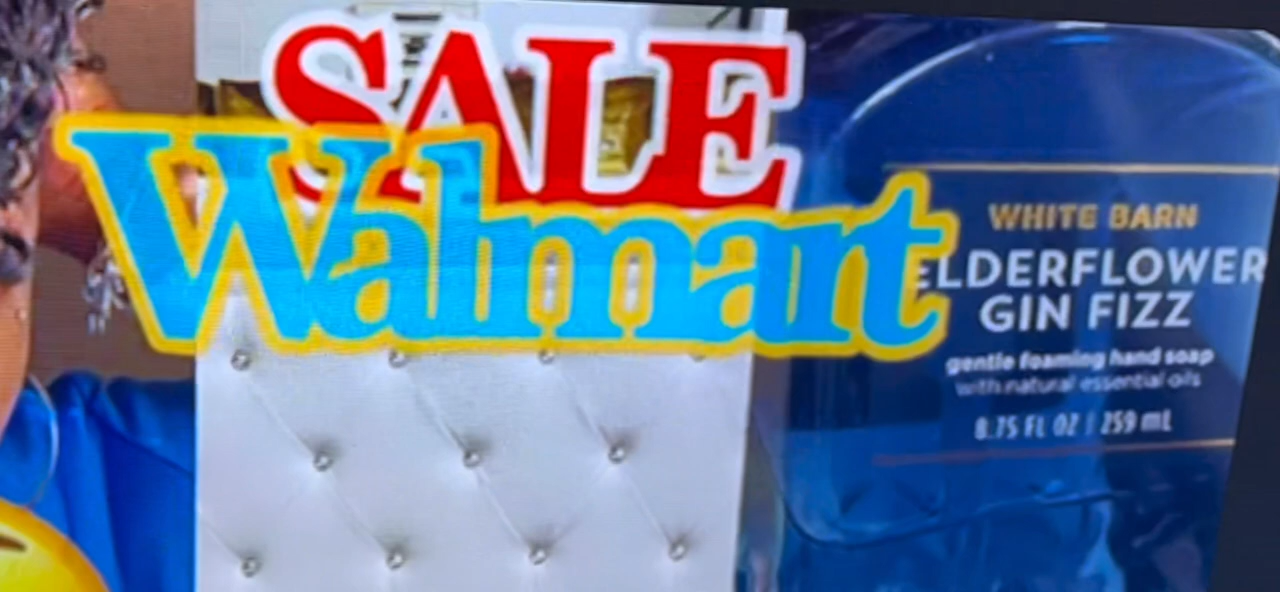 SALE
Walmart
WHITE BARN
ELDERFLOWER
GIN FIZZ
gentle foaming hand soap
with natural essential oils
8.75 FL OZ | 259 mL